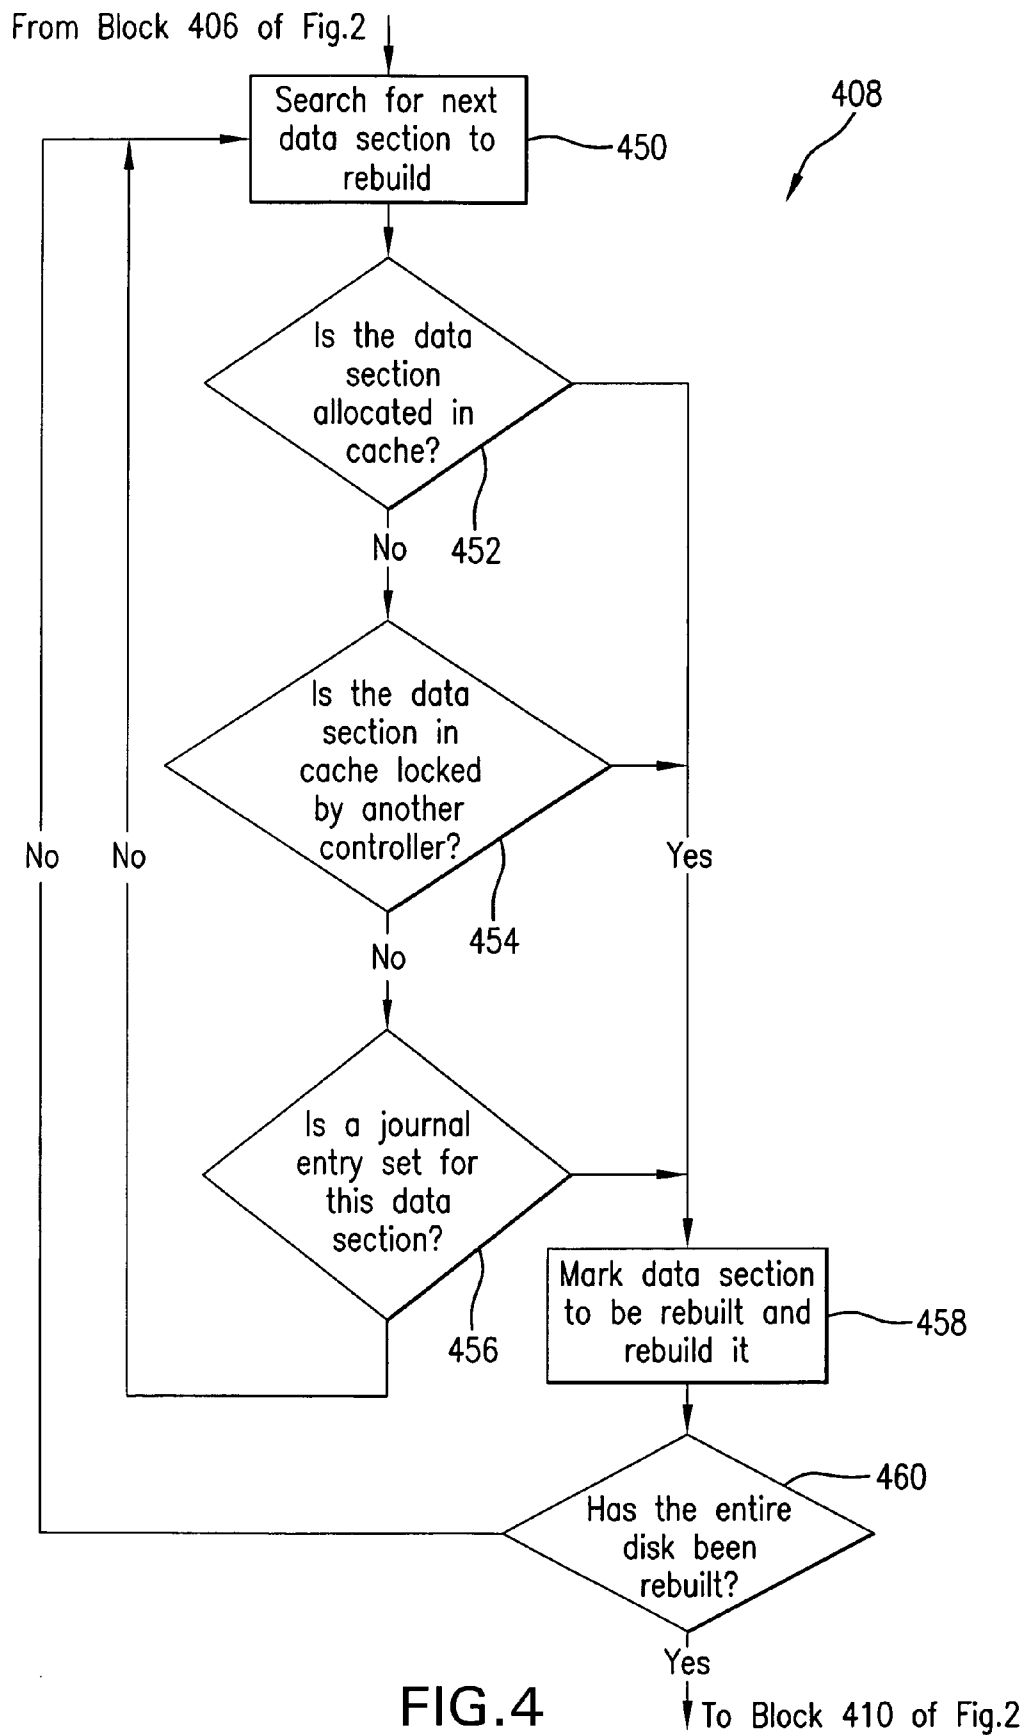 From Block 406 of Fig.2
Search for next
data section to
rebuild
450
408
Is the data
section
allocated in
cache?
452
No
Is the data
section in
cache locked
by another
controller?
454
No
No
Yes
No
Is a journal
entry set for
this data
section?
456
Mark data section
to be rebuilt and
rebuild it
458
460
Has the entire
disk been
rebuilt?
Yes
To Block 410 of Fig.2
FIG.4